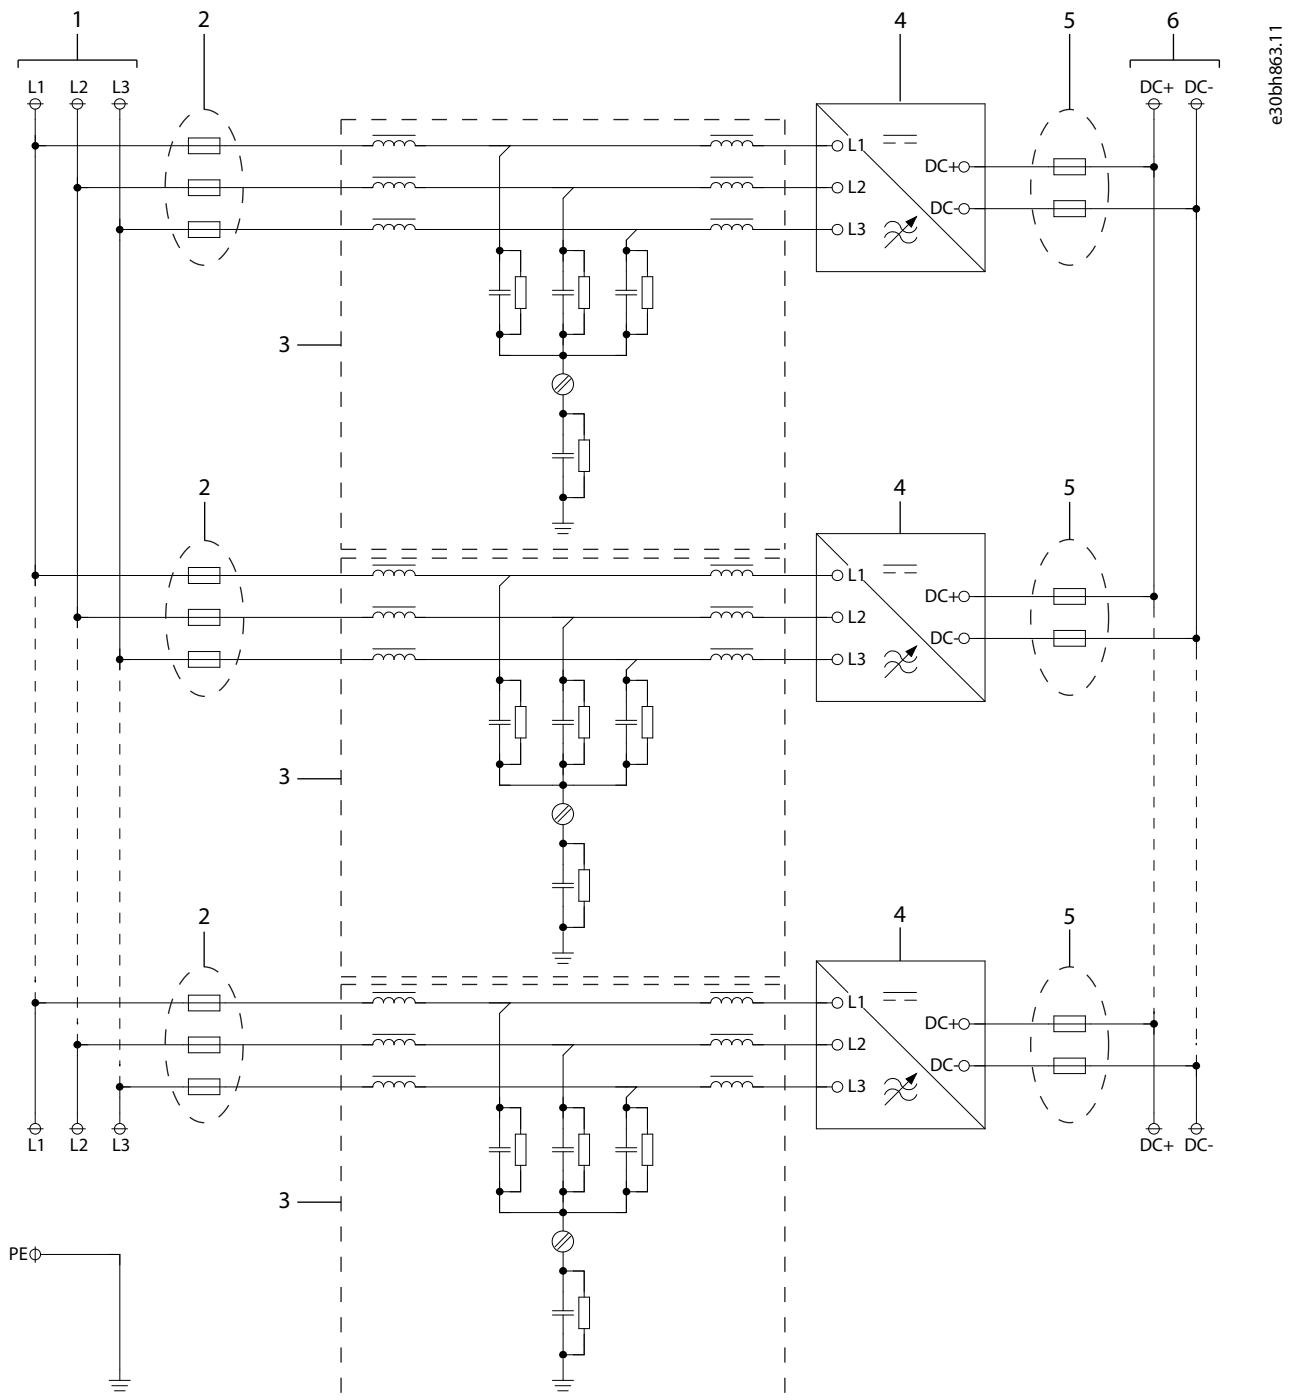 1 2 4 5 6
L1 L2 L3 DC+ DC-
e30bh863.11
L1
DC+
L2
DC-
L3
3
2 4 5
L1
DC+
L2
DC-
L3
3
2 4 5
L1
DC+
L2
DC-
L3
L1 L2 L3 DC+ DC-
3
PE